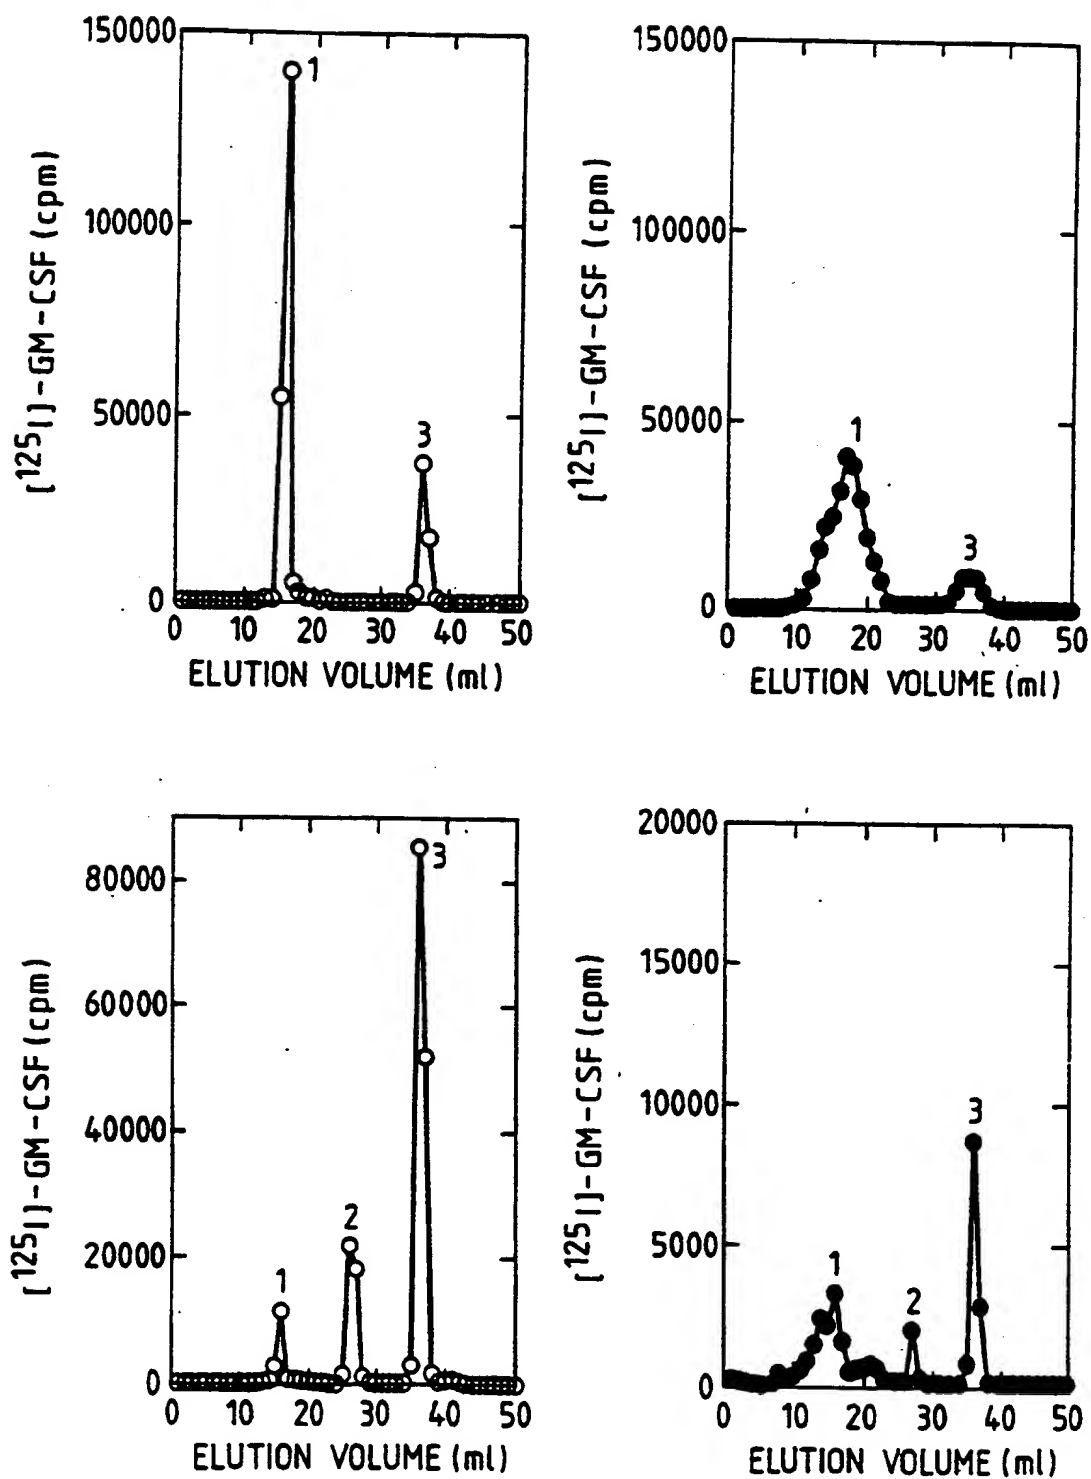 150000
100000
50000
0
[125I]-GM-CSF (cpm)
1
3
0 10 20 30 40 50
ELUTION VOLUME (ml)
150000
100000
50000
0
[125I]-GM-CSF (cpm)
1
3
0 10 20 30 40 50
ELUTION VOLUME (ml)
80000
60000
40000
20000
0
[125I]-GM-CSF (cpm)
1
2
3
0 10 20 30 40 50
ELUTION VOLUME (ml)
20000
15000
10000
5000
0
[125I]-GM-CSF (cpm)
1
2
3
0 10 20 30 40 50
ELUTION VOLUME (ml)